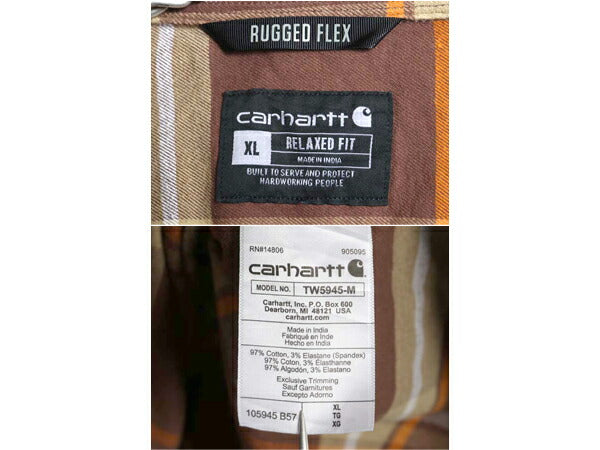 RUGGED FLEX
carhartt
XL
RELAXED FIT
MADE IN INDIA
BUILT TO SERVE AND PROTECT
HARDWORKING PEOPLE
RN#14806 905095
carhartt
MODEL NO. TW5945-M
Carhartt, Inc. P.O. Box 600
Dearborn, MI 48121 USA
carhartt.com
Made in India
Fabriqué en Inde
Hecho en India
97% Cotton, 3% Elastane (Spandex)
97% Coton, 3% Élasthanne
97% Algodón, 3% Elastano
Exclusive Trimming
Sauf Garnitures
Excepto Adorno
105945 B57
XL
TG
XG